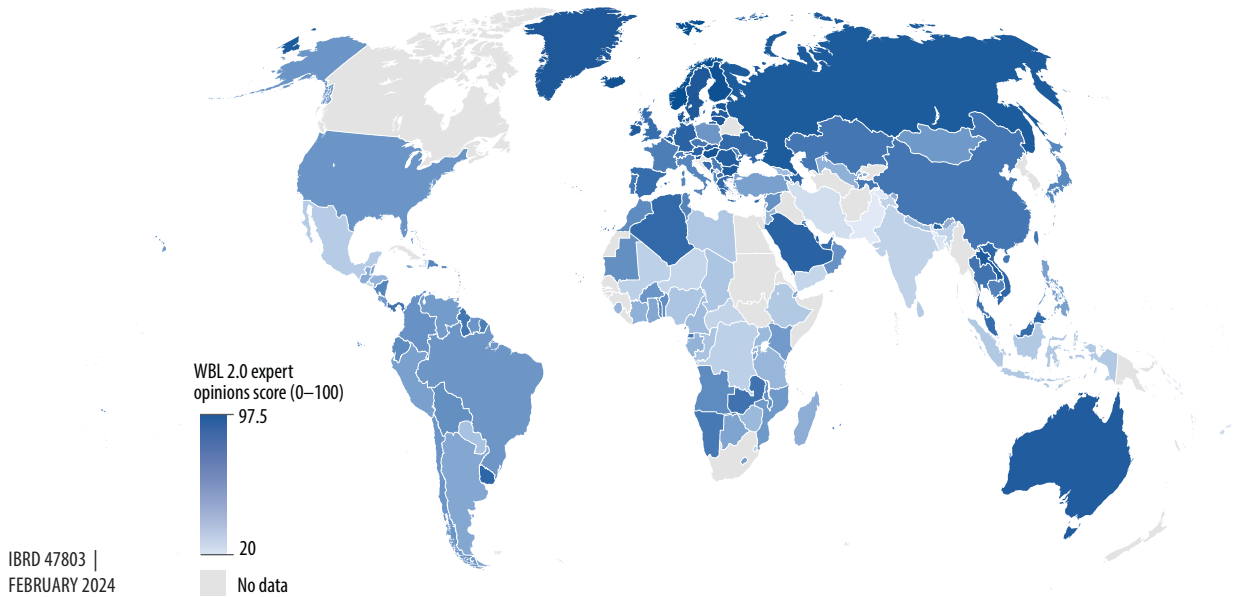 WBL 2.0 expert
opinions score (0–100)
97.5
20
No data
IBRD 47803 |
FEBRUARY 2024